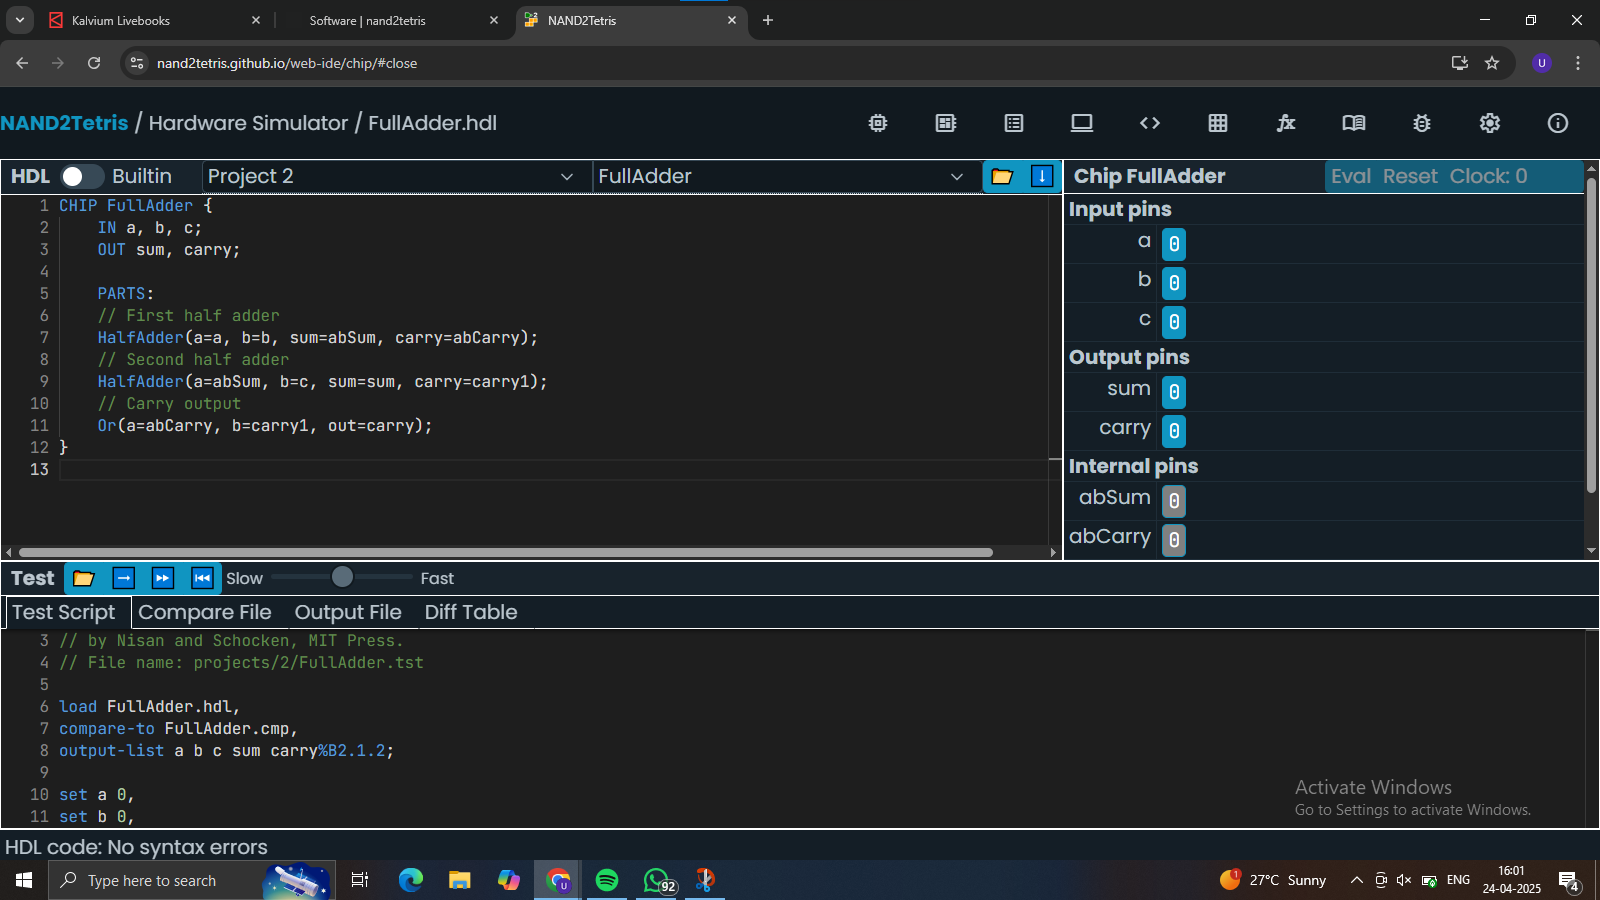 Kalvium Livebooks
Software | nand2tetris
NAND2Tetris
nand2tetris.github.io/web-ide/chip/#close
U
NAND2Tetris / Hardware Simulator / FullAdder.hdl
HDL Builtin Project 2 FullAdder
1 CHIP FullAdder {
2 IN a, b, c;
3 OUT sum, carry;
4
5 PARTS:
6 // First half adder
7 HalfAdder(a=a, b=b, sum=abSum, carry=abCarry);
8 // Second half adder
9 HalfAdder(a=abSum, b=c, sum=sum, carry=carry1);
10 // Carry output
11 Or(a=abCarry, b=carry1, out=carry);
12 }
13
Chip FullAdder Eval Reset Clock: 0
Input pins
a 0
b 0
c 0
Output pins
sum 0
carry 0
Internal pins
abSum 0
abCarry 0
Test Slow Fast
Test Script Compare File Output File Diff Table
3 // by Nisan and Schocken, MIT Press.
4 // File name: projects/2/FullAdder.tst
5
6 load FullAdder.hdl,
7 compare-to FullAdder.cmp,
8 output-list a b c sum carry%B2.1.2;
9
10 set a 0,
11 set b 0,
Activate Windows
Go to Settings to activate Windows.
HDL code: No syntax errors
Type here to search
U
92
1
27°C Sunny
ENG
16:01
24-04-2025
4